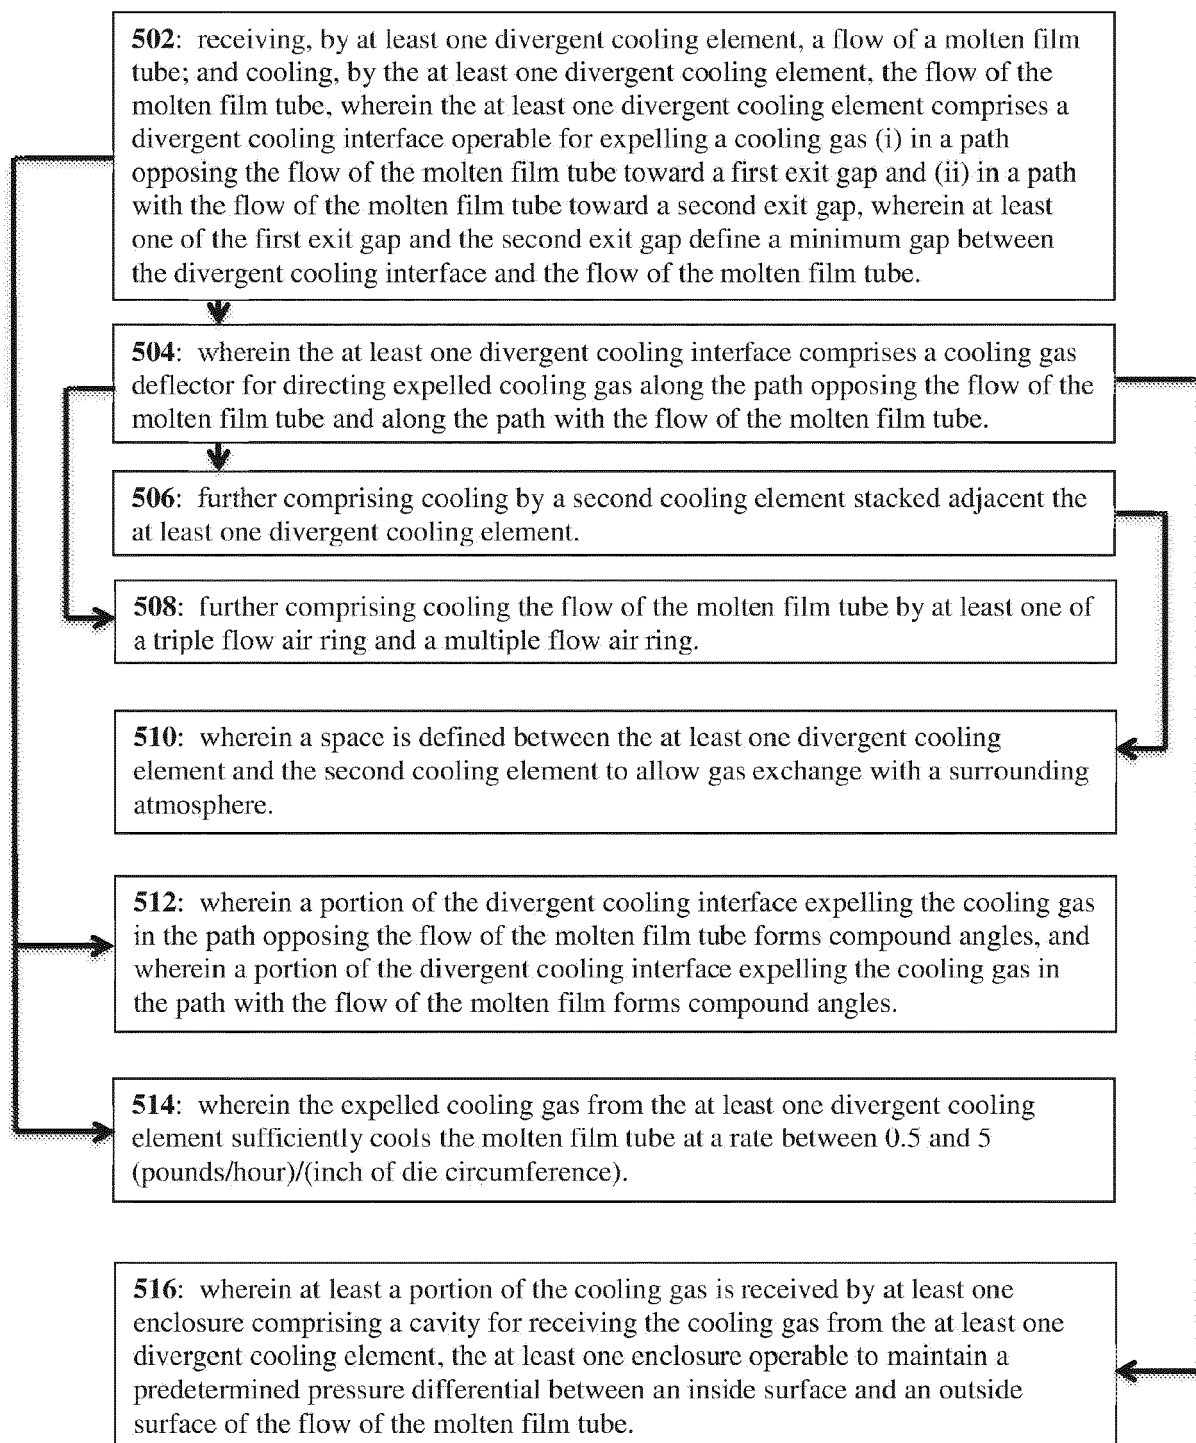 502: receiving, by at least one divergent cooling element, a flow of a molten film
tube; and cooling, by the at least one divergent cooling element, the flow of the
molten film tube, wherein the at least one divergent cooling element comprises a
divergent cooling interface operable for expelling a cooling gas (i) in a path
opposing the flow of the molten film tube toward a first exit gap and (ii) in a path
with the flow of the molten film tube toward a second exit gap, wherein at least
one of the first exit gap and the second exit gap define a minimum gap between
the divergent cooling interface and the flow of the molten film tube.
504: wherein the at least one divergent cooling interface comprises a cooling gas
deflector for directing expelled cooling gas along the path opposing the flow of the
molten film tube and along the path with the flow of the molten film tube.
506: further comprising cooling by a second cooling element stacked adjacent the
at least one divergent cooling element.
508: further comprising cooling the flow of the molten film tube by at least one of
a triple flow air ring and a multiple flow air ring.
510: wherein a space is defined between the at least one divergent cooling
element and the second cooling element to allow gas exchange with a surrounding
atmosphere.
512: wherein a portion of the divergent cooling interface expelling the cooling gas
in the path opposing the flow of the molten film tube forms compound angles, and
wherein a portion of the divergent cooling interface expelling the cooling gas in
the path with the flow of the molten film forms compound angles.
514: wherein the expelled cooling gas from the at least one divergent cooling
element sufficiently cools the molten film tube at a rate between 0.5 and 5
(pounds/hour)/(inch of die circumference).
516: wherein at least a portion of the cooling gas is received by at least one
enclosure comprising a cavity for receiving the cooling gas from the at least one
divergent cooling element, the at least one enclosure operable to maintain a
predetermined pressure differential between an inside surface and an outside
surface of the flow of the molten film tube.